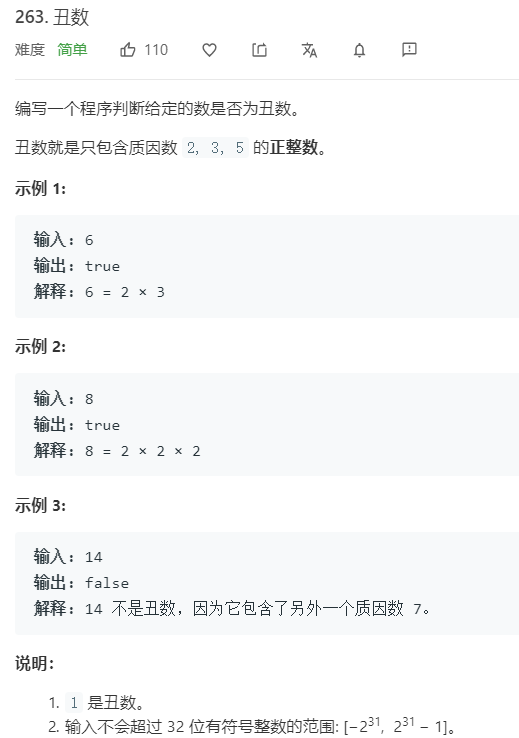 263. 丑数
难度 简单 110
编写一个程序判断给定的数是否为丑数。
丑数就是只包含质因数 2, 3, 5 的正整数。
示例 1:
输入: 6
输出: true
解释: 6 = 2 × 3
示例 2:
输入: 8
输出: true
解释: 8 = 2 × 2 × 2
示例 3:
输入: 14
输出: false
解释: 14 不是丑数，因为它包含了另外一个质因数 7。
说明：
1. 1 是丑数。
2. 输入不会超过 32 位有符号整数的范围: [−2³¹, 2³¹ − 1]。